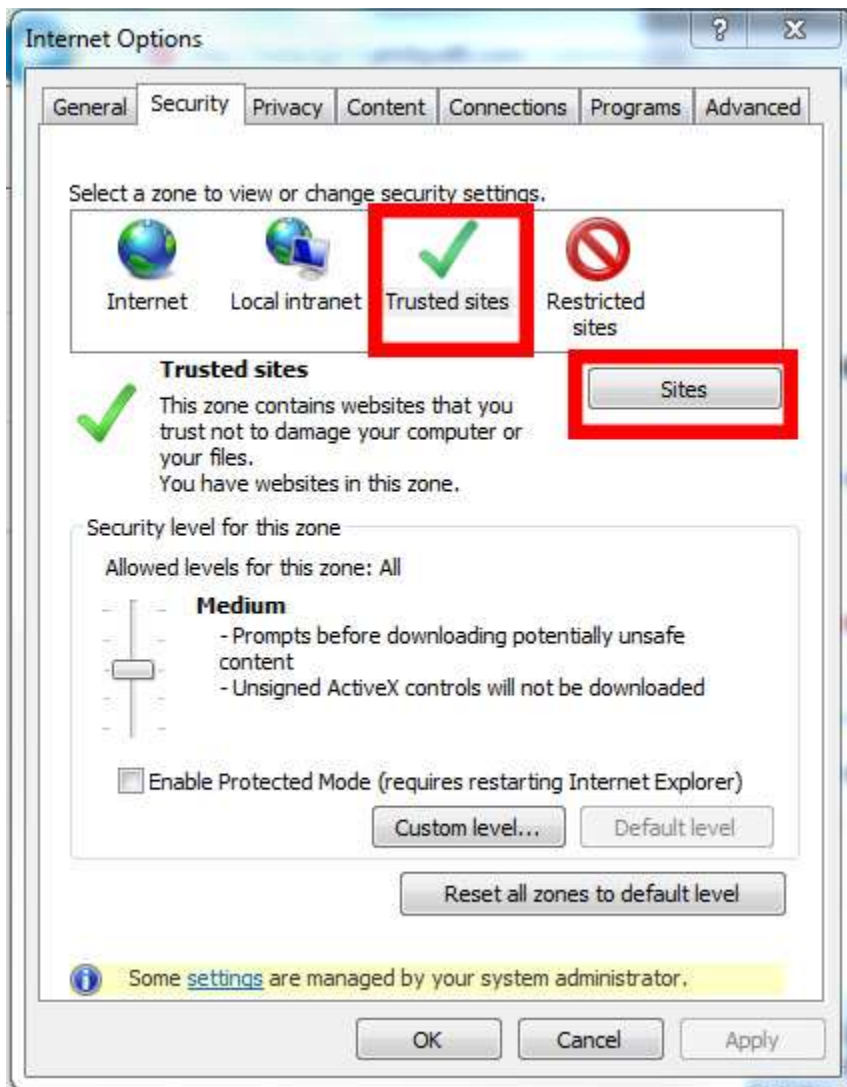 Internet Options
General Security Privacy Content Connections Programs Advanced
Select a zone to view or change security settings.
Internet Local intranet Trusted sites Restricted
sites
Trusted sites
Sites
This zone contains websites that you
trust not to damage your computer or
your files.
You have websites in this zone.
Security level for this zone
Allowed levels for this zone: All
Medium
- Prompts before downloading potentially unsafe
content
- Unsigned ActiveX controls will not be downloaded
Enable Protected Mode (requires restarting Internet Explorer)
Custom level... Default level
Reset all zones to default level
Some settings are managed by your system administrator.
OK Cancel Apply